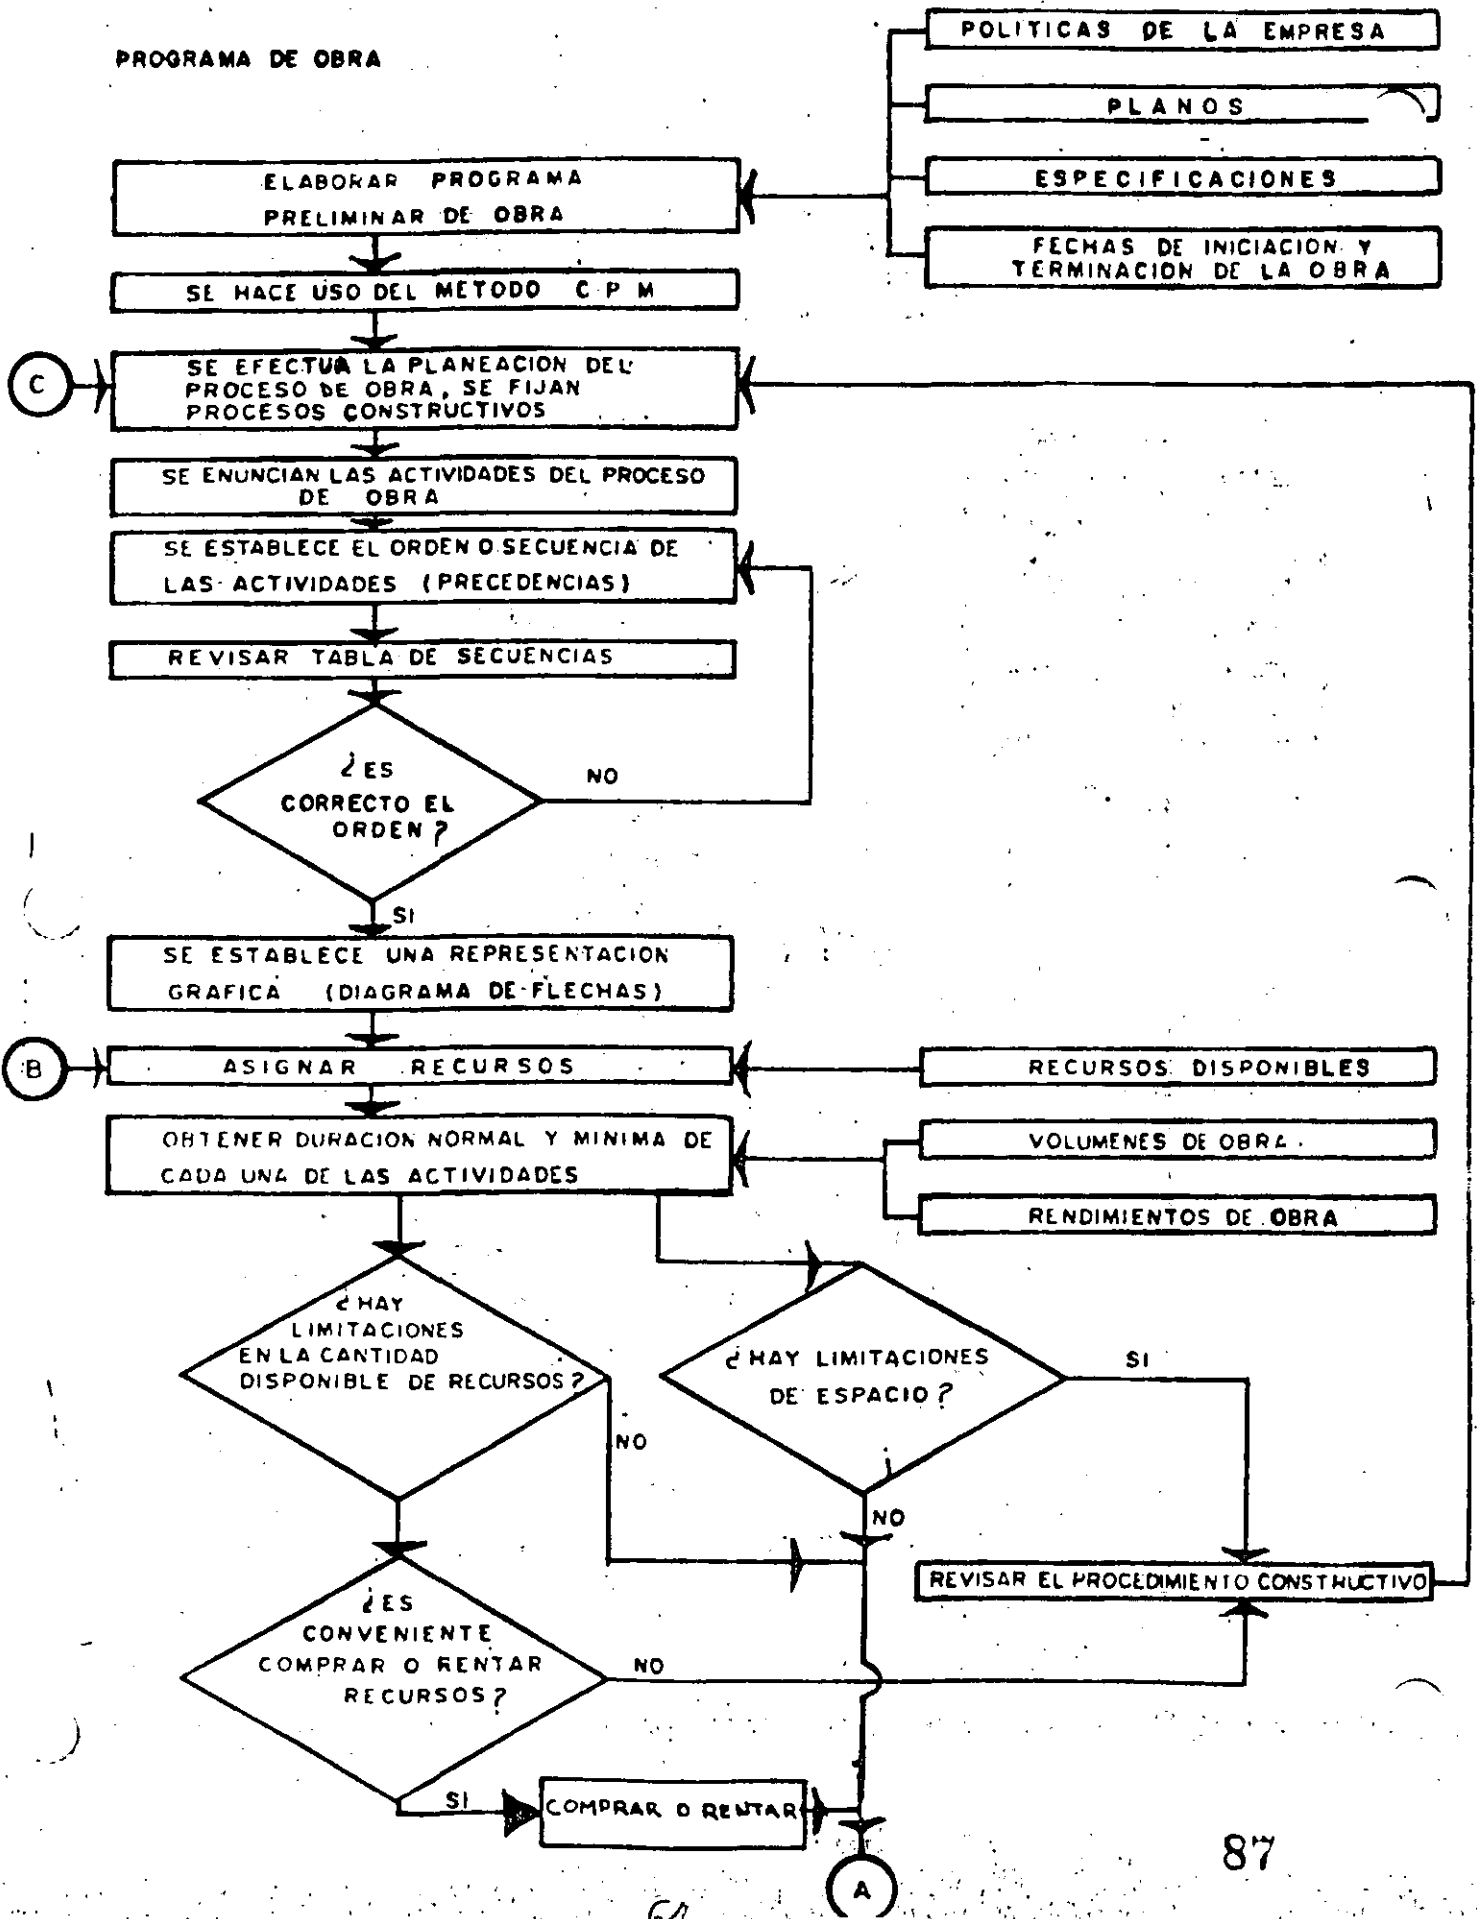 PROGRAMA DE OBRA
POLITICAS DE LA EMPRESA
PLANOS
ESPECIFICACIONES
FECHAS DE INICIACION Y
TERMINACION DE LA OBRA
ELABORAR PROGRAMA
PRELIMINAR DE OBRA
SE HACE USO DEL METODO C P M
C
SE EFECTUA LA PLANEACION DEL
PROCESO DE OBRA, SE FIJAN
PROCESOS CONSTRUCTIVOS
SE ENUNCIAN LAS ACTIVIDADES DEL PROCESO
DE OBRA
SE ESTABLECE EL ORDEN O SECUENCIA DE
LAS ACTIVIDADES (PRECEDENCIAS)
REVISAR TABLA DE SECUENCIAS
¿ES
CORRECTO EL
ORDEN?
NO
SI
SE ESTABLECE UNA REPRESENTACION
GRAFICA (DIAGRAMA DE FLECHAS)
B
ASIGNAR RECURSOS
RECURSOS DISPONIBLES
OBTENER DURACION NORMAL Y MINIMA DE
CADA UNA DE LAS ACTIVIDADES
VOLUMENES DE OBRA
RENDIMIENTOS DE OBRA
¿HAY
LIMITACIONES
EN LA CANTIDAD
DISPONIBLE DE RECURSOS?
NO
¿HAY LIMITACIONES
DE ESPACIO?
SI
NO
REVISAR EL PROCEDIMIENTO CONSTRUCTIVO
¿ES
CONVENIENTE
COMPRAR O RENTAR
RECURSOS?
NO
SI
COMPRAR O RENTAR
A
87